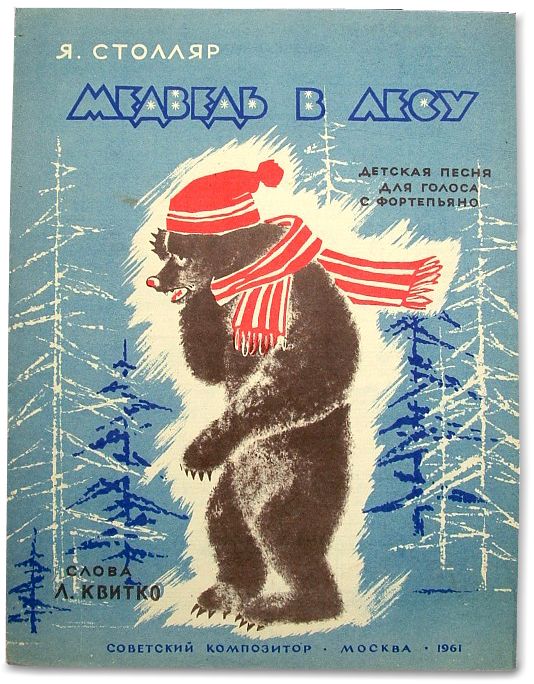 Я. СТОЛЛЯР
МЕДВЕДЬ В ЛЕСУ
ДЕТСКАЯ ПЕСНЯ
ДЛЯ ГОЛОСА
С ФОРТЕПЬЯНО
СЛОВА
Л. КВИТКО
СОВЕТСКИЙ КОМПОЗИТОР · МОСКВА · 1961